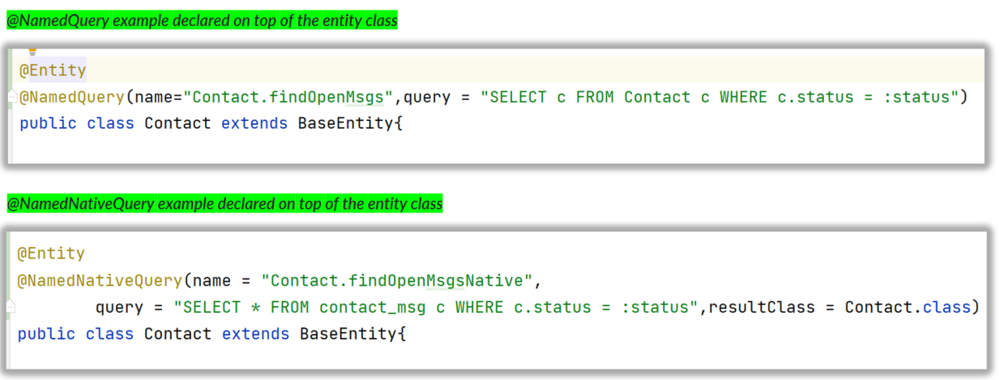 @NamedQuery example declared on top of the entity class
@Entity
@NamedQuery(name="Contact.findOpenMsgs",query = "SELECT c FROM Contact c WHERE c.status = :status")
public class Contact extends BaseEntity{
@NamedNativeQuery example declared on top of the entity class
@Entity
@NamedNativeQuery(name = "Contact.findOpenMsgsNative",
query = "SELECT * FROM contact_msg c WHERE c.status = :status",resultClass = Contact.class)
public class Contact extends BaseEntity{